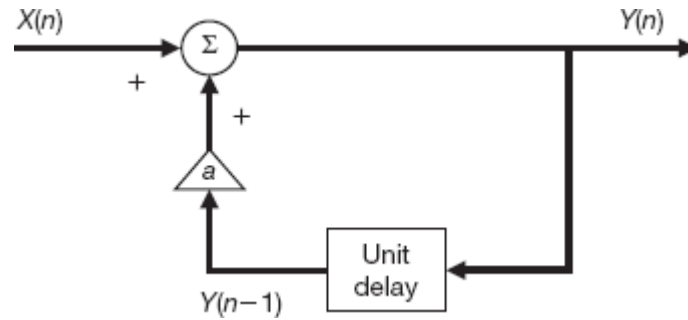 X(n)
Y(n)
Σ
+
+
a
Unit
delay
Y(n−1)